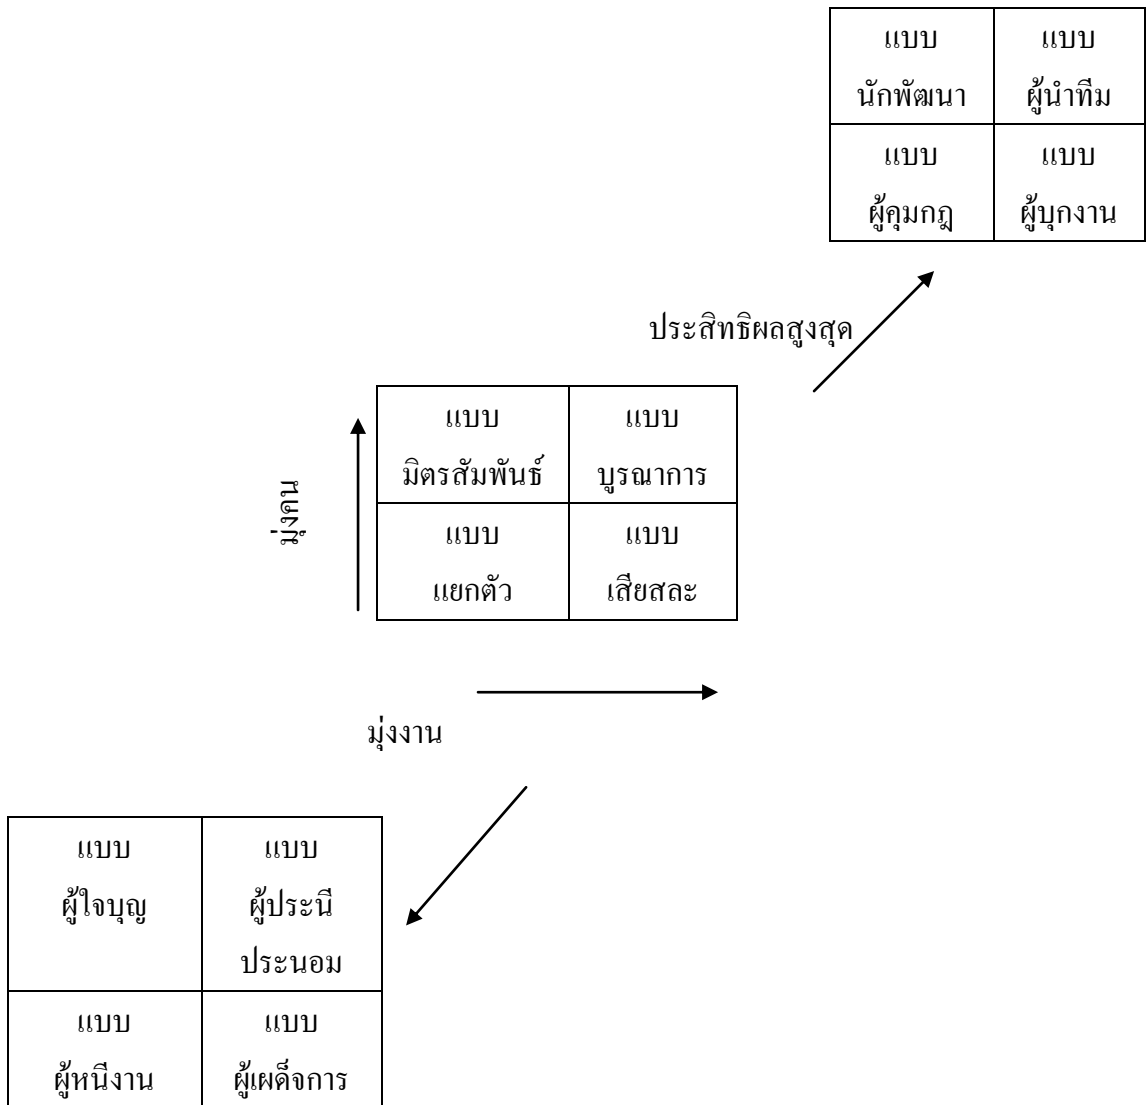 แบบ
นักพัฒนา
แบบ
ผู้นำทีม
แบบ
ผู้คุมกฎ
แบบ
ผู้บุกงาน
ประสิทธิผลสูงสุด
แบบ
มิตรสัมพันธ์
แบบ
บูรณาการ
มุ่งคน
แบบ
แยกตัว
แบบ
เสียสละ
มุ่งงาน
แบบ
ผู้ใจบุญ
แบบ
ผู้ประนี
ประนอม
แบบ
ผู้หนีงาน
แบบ
ผู้เผด็จการ